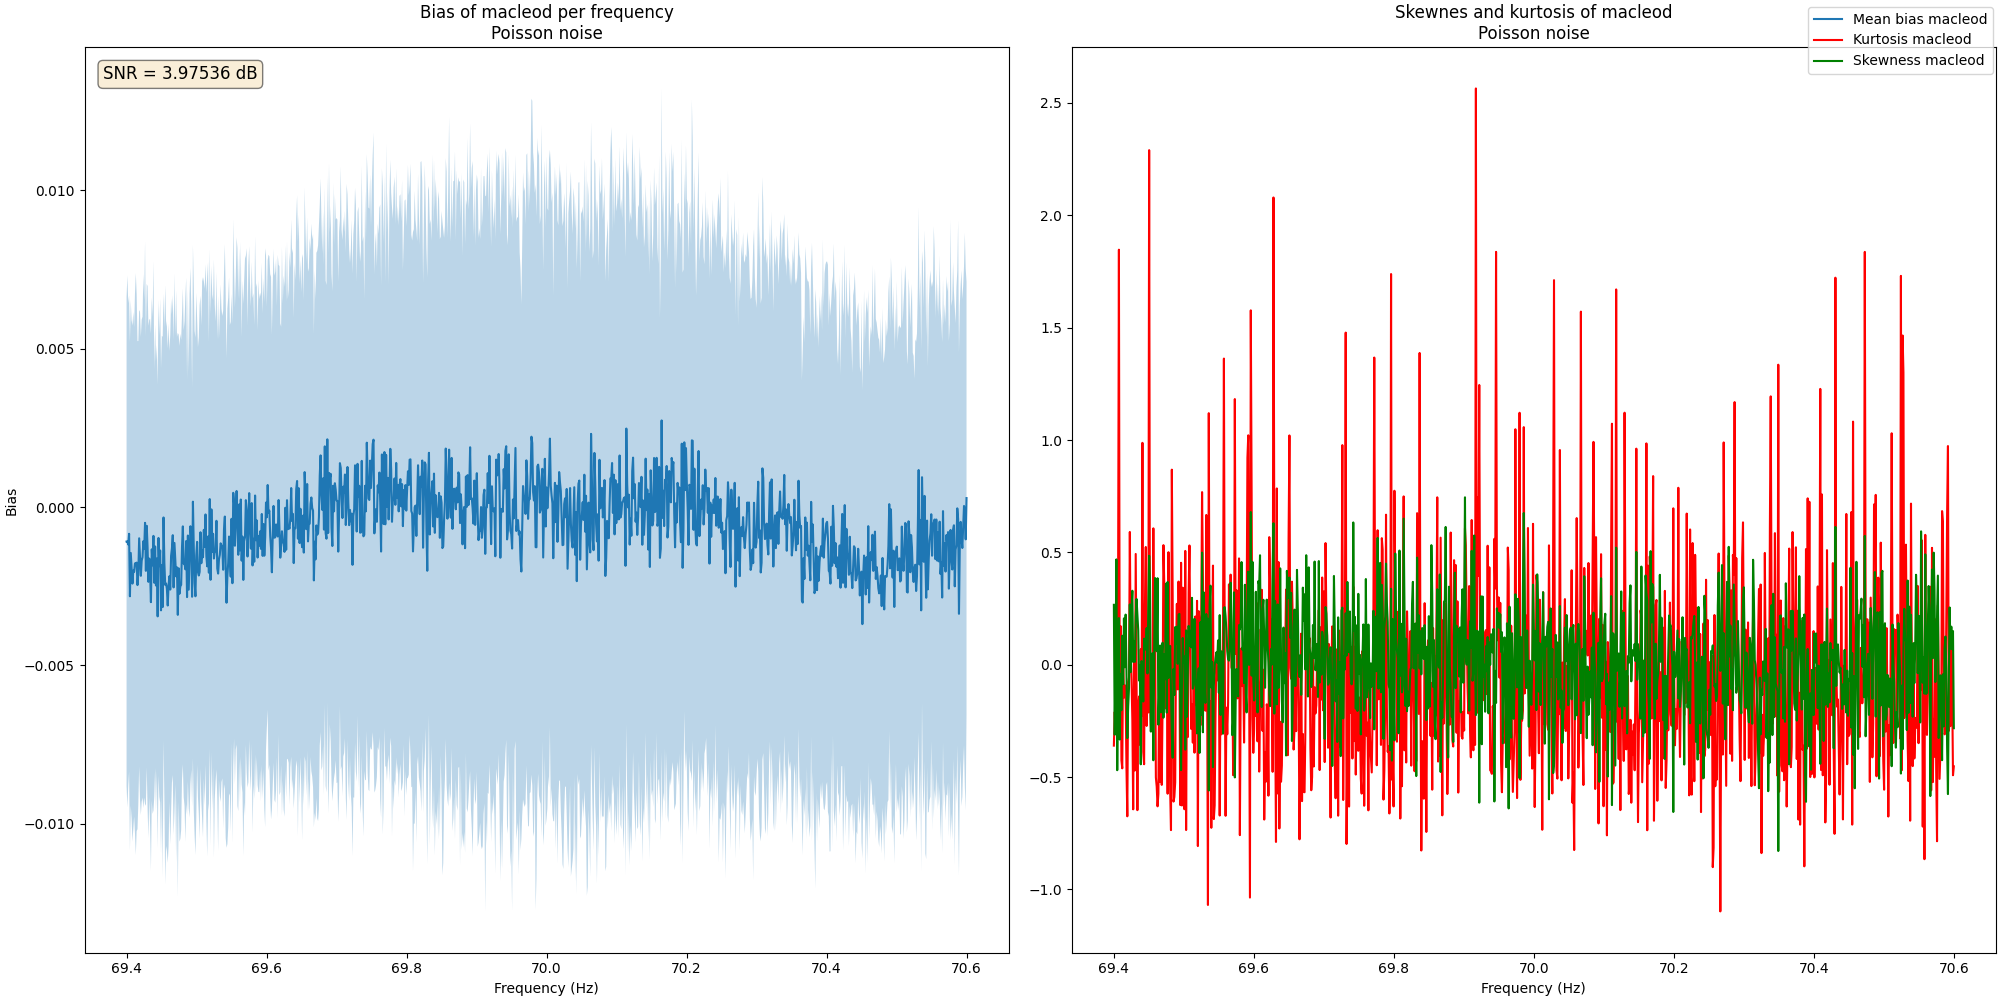 Bias of macleod per frequency
Poisson noise
SNR = 3.97536 dB
Bias
0.010
0.005
0.000
−0.005
−0.010
69.4 69.6 69.8 70.0 70.2 70.4 70.6
Frequency (Hz)
Skewnes and kurtosis of macleod
Poisson noise
Mean bias macleod
Kurtosis macleod
Skewness macleod
2.5
2.0
1.5
1.0
0.5
0.0
−0.5
−1.0
69.4 69.6 69.8 70.0 70.2 70.4 70.6
Frequency (Hz)